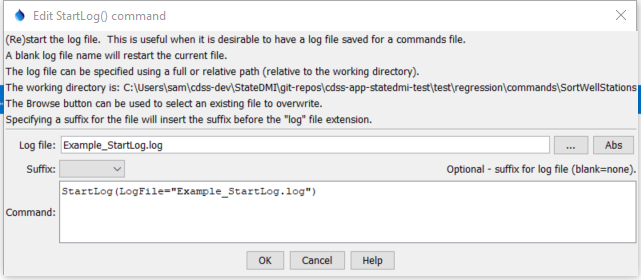 Edit StartLog() command
(Re)start the log file.  This is useful when it is desirable to have a log file saved for a commands file.
A blank log file name will restart the current file.
The log file can be specified using a full or relative path (relative to the working directory).
The working directory is: C:\Users\sam\cdss-dev\StateDMI\git-repos\cdss-app-statedmi-test\test\regression\commands\SortWellStations
The Browse button can be used to select an existing file to overwrite.
Specifying a suffix for the file will insert the suffix before the "log" file extension.
Log file: Example_StartLog.log ... Abs
Suffix: Optional - suffix for log file (blank=none).
StartLog(LogFile="Example_StartLog.log")
Command:
OK Cancel Help